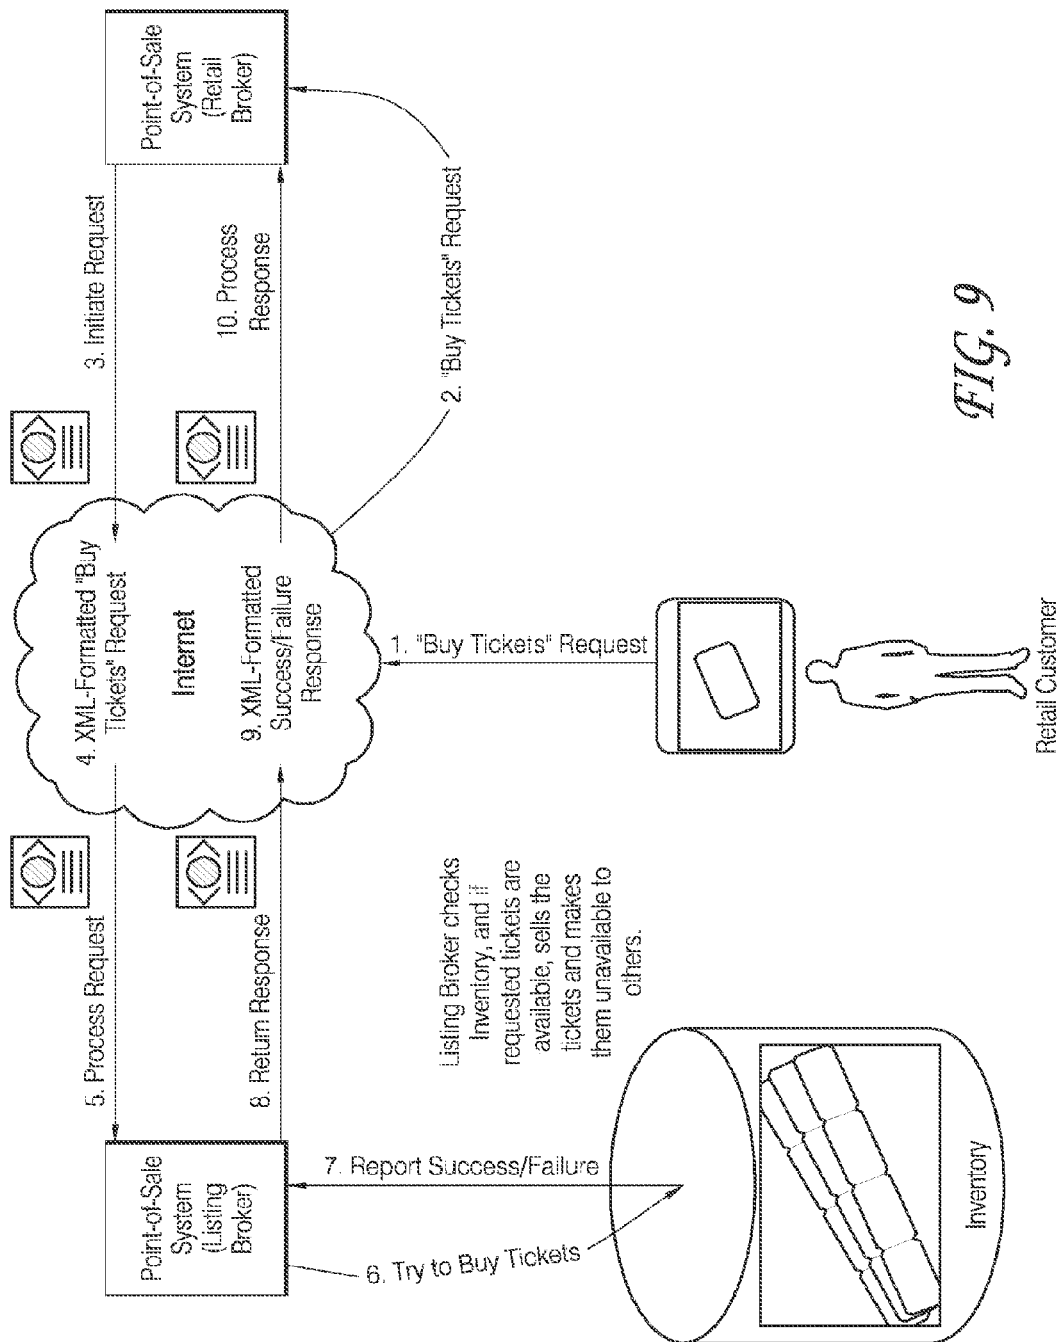 Point-of-Sale
System
(Listing
Broker)
5. Process Request
4. XML-Formatted "Buy
Tickets" Request
3. Initiate Request
Point-of-Sale
System
(Retail
Broker)
Internet
8. Return Response
9. XML-Formatted
Success/Failure
Response
10. Process
Response
7. Report Success/Failure
6. Try to Buy Tickets
Listing Broker checks
Inventory, and if
requested tickets are
available, sells the
tickets and makes
them unavailable to
others.
1. "Buy Tickets" Request
2. "Buy Tickets" Request
Inventory
Retail Customer
FIG. 9